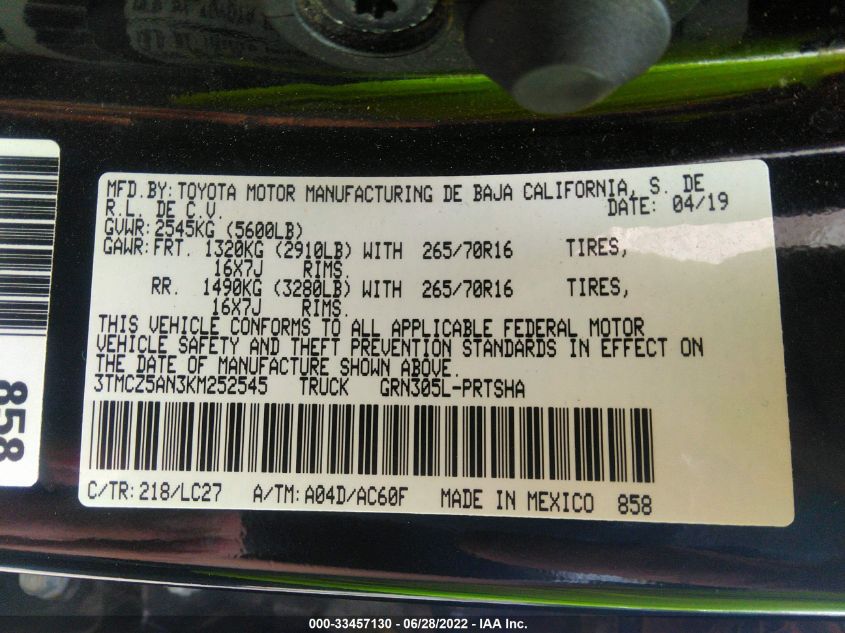 MFD.BY:TOYOTA MOTOR MANUFACTURING DE BAJA CALIFORNIA, S. DE
R.L. DE C.V. DATE: 04/19
GVWR:2545KG (5600LB)
GAWR:FRT. 1320KG (2910LB) WITH 265/70R16 TIRES,
16X7J RIMS.
RR. 1490KG (3280LB) WITH 265/70R16 TIRES,
16X7J RIMS.
THIS VEHICLE CONFORMS TO ALL APPLICABLE FEDERAL MOTOR
VEHICLE SAFETY AND THEFT PREVENTION STANDARDS IN EFFECT ON
THE DATE OF MANUFACTURE SHOWN ABOVE.
3TMCZ5AN3KM252545 TRUCK GRN305L-PRTSHA
C/TR:218/LC27 A/TM:A04D/AC60F MADE IN MEXICO 858
858
000-33457130 - 06/28/2022 - IAA Inc.